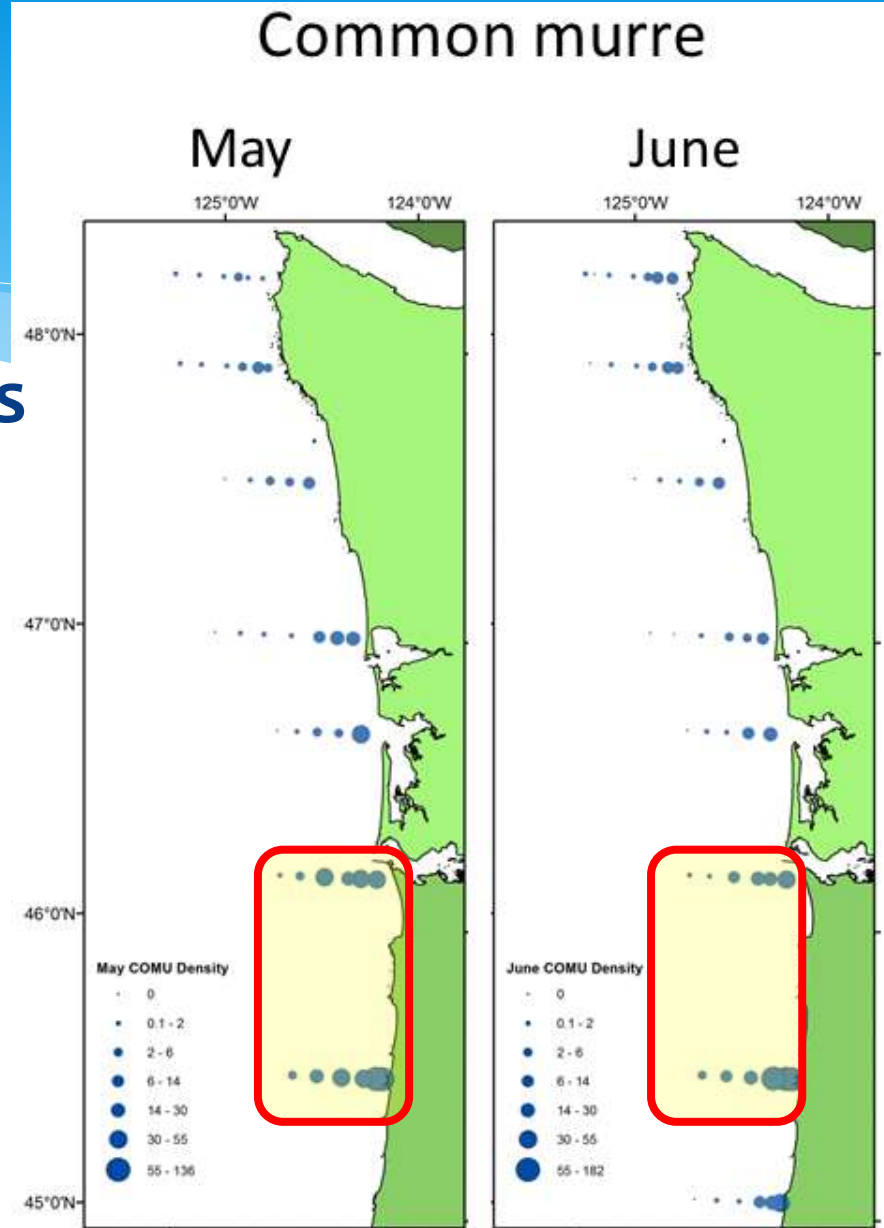 Common murre
May
June
125°0'W 124°0'W
125°0'W 124°0'W
48°0'N
s
47°0'N
46°0'N
May COMU Density
0
0.1 - 2
2 - 6
6 - 14
14 - 30
30 - 55
55 - 136
June COMU Density
0
0.1 - 2
2 - 6
6 - 14
14 - 30
30 - 55
55 - 182
45°0'N